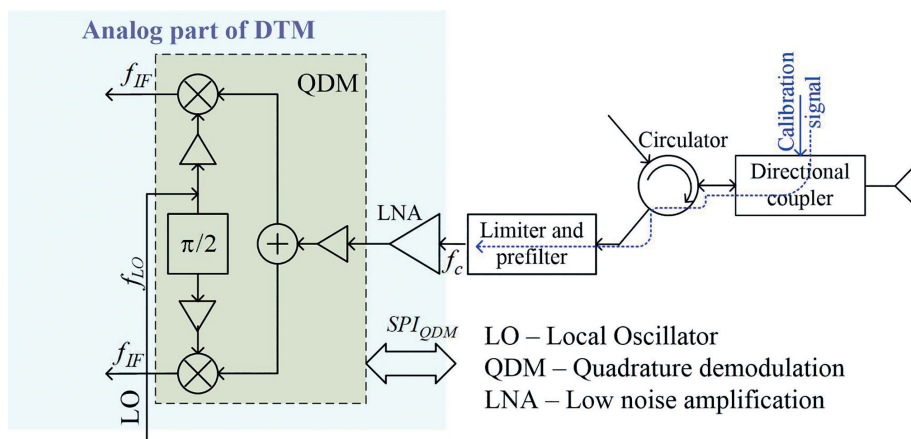 Analog part of DTM
f_IF
QDM
Calibration
signal
Circulator
Directional
coupler
LNA
π/2
+
f_LO
f_c
Limiter and
prefilter
SPI_QDM
f_IF
LO
LO – Local Oscillator
QDM – Quadrature demodulation
LNA – Low noise amplification